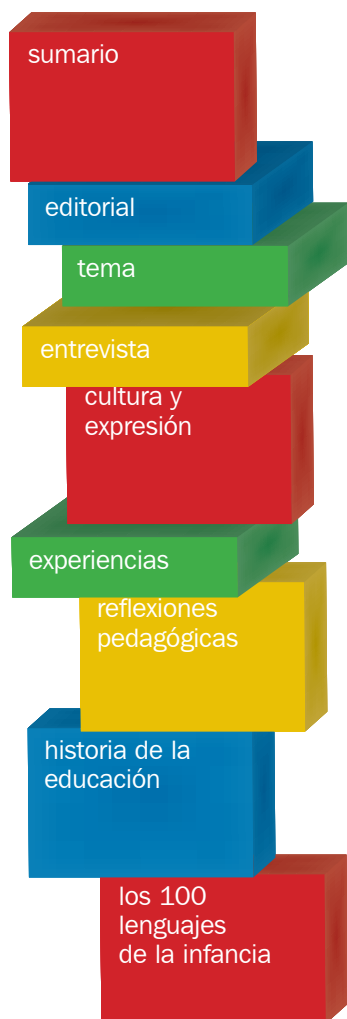 sumario
editorial
tema
entrevista
cultura y
expresión
experiencias
reflexiones
pedagógicas
historia de la
educación
los 100
lenguajes
de la infancia